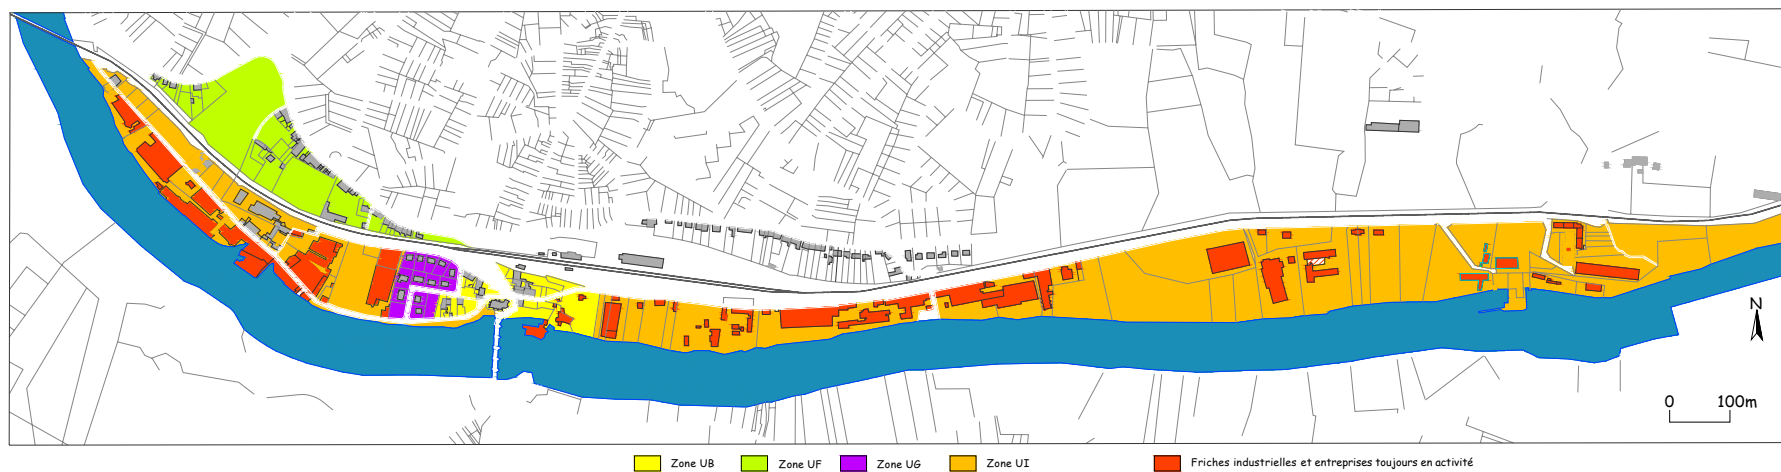 N
0 100m
Zone UB Zone UF Zone UG Zone UI Friches industrielles et entreprises toujours en activité